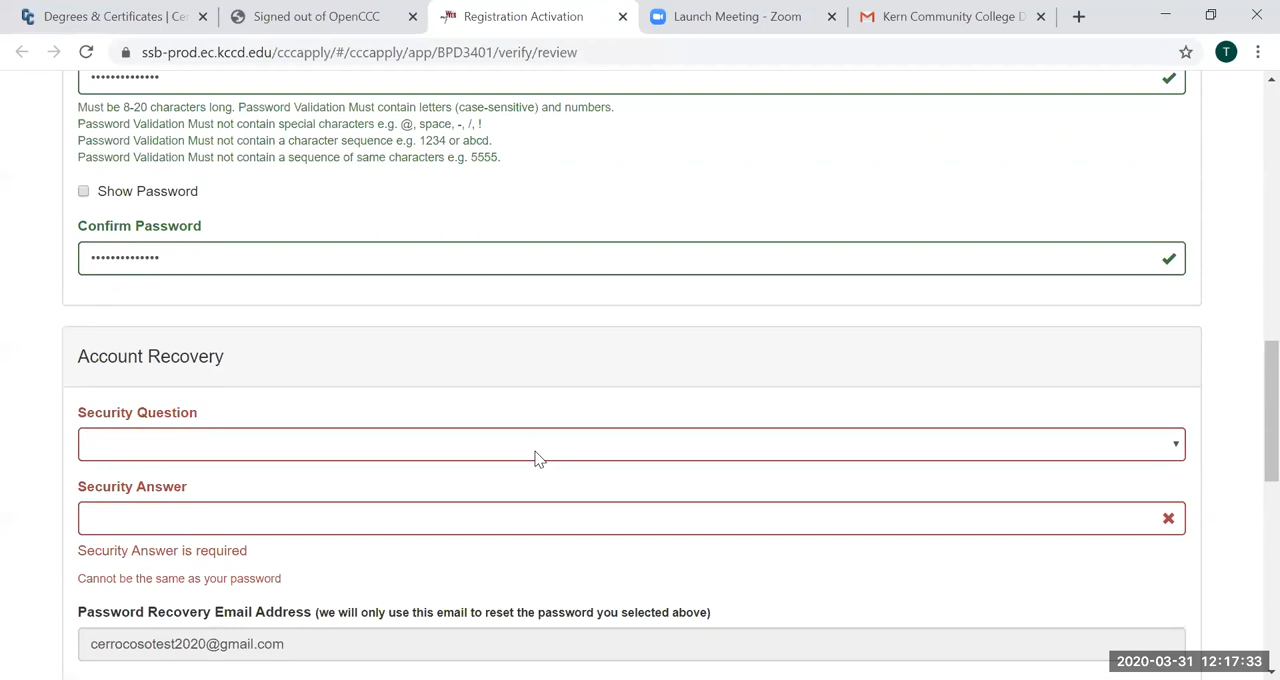 Degrees & Certificates | Cer
Signed out of OpenCCC
Registration Activation
Launch Meeting - Zoom
Kern Community College D
ssb-prod.ec.kccd.edu/cccapply/#/cccapply/app/BPD3401/verify/review
T
••••••••••••••
Must be 8-20 characters long. Password Validation Must contain letters (case-sensitive) and numbers.
Password Validation Must not contain special characters e.g. @, space, -, /, !
Password Validation Must not contain a character sequence e.g. 1234 or abcd.
Password Validation Must not contain a sequence of same characters e.g. 5555.
Show Password
Confirm Password
••••••••••••••
Account Recovery
Security Question
Security Answer
Security Answer is required
Cannot be the same as your password
Password Recovery Email Address (we will only use this email to reset the password you selected above)
cerrocosotest2020@gmail.com
2020-03-31 12:17:33